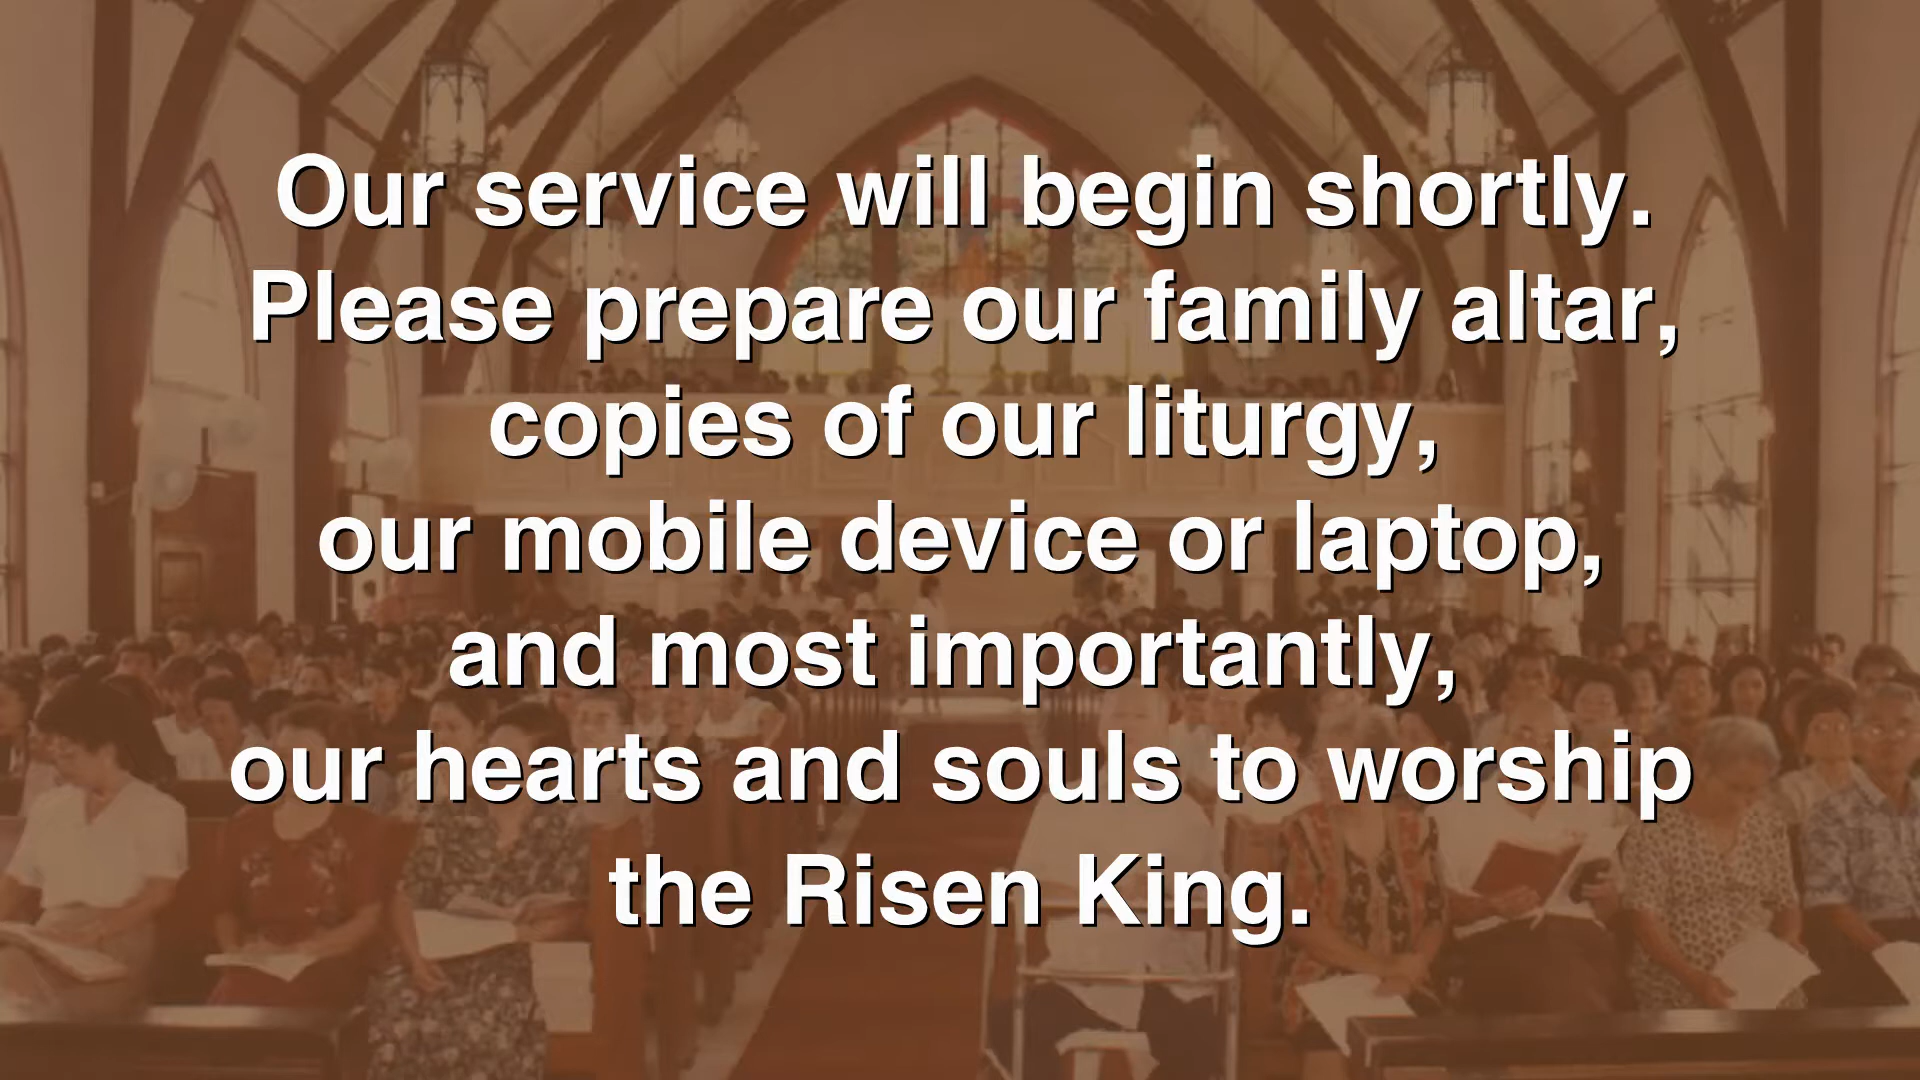 Our service will begin shortly.
Please prepare our family altar,
copies of our liturgy,
our mobile device or laptop,
and most importantly,
our hearts and souls to worship
the Risen King.